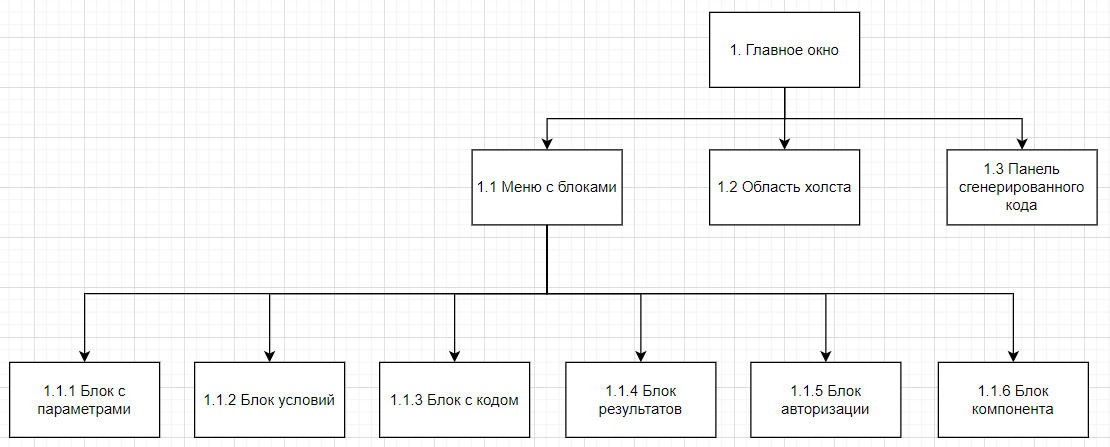 1. Главное окно
1.1 Меню с блоками
1.2 Область холста
1.3 Панель
сгенерированного
кода
1.1.1 Блок с
параметрами
1.1.2 Блок условий
1.1.3 Блок с кодом
1.1.4 Блок
результатов
1.1.5 Блок
авторизации
1.1.6 Блок
компонента